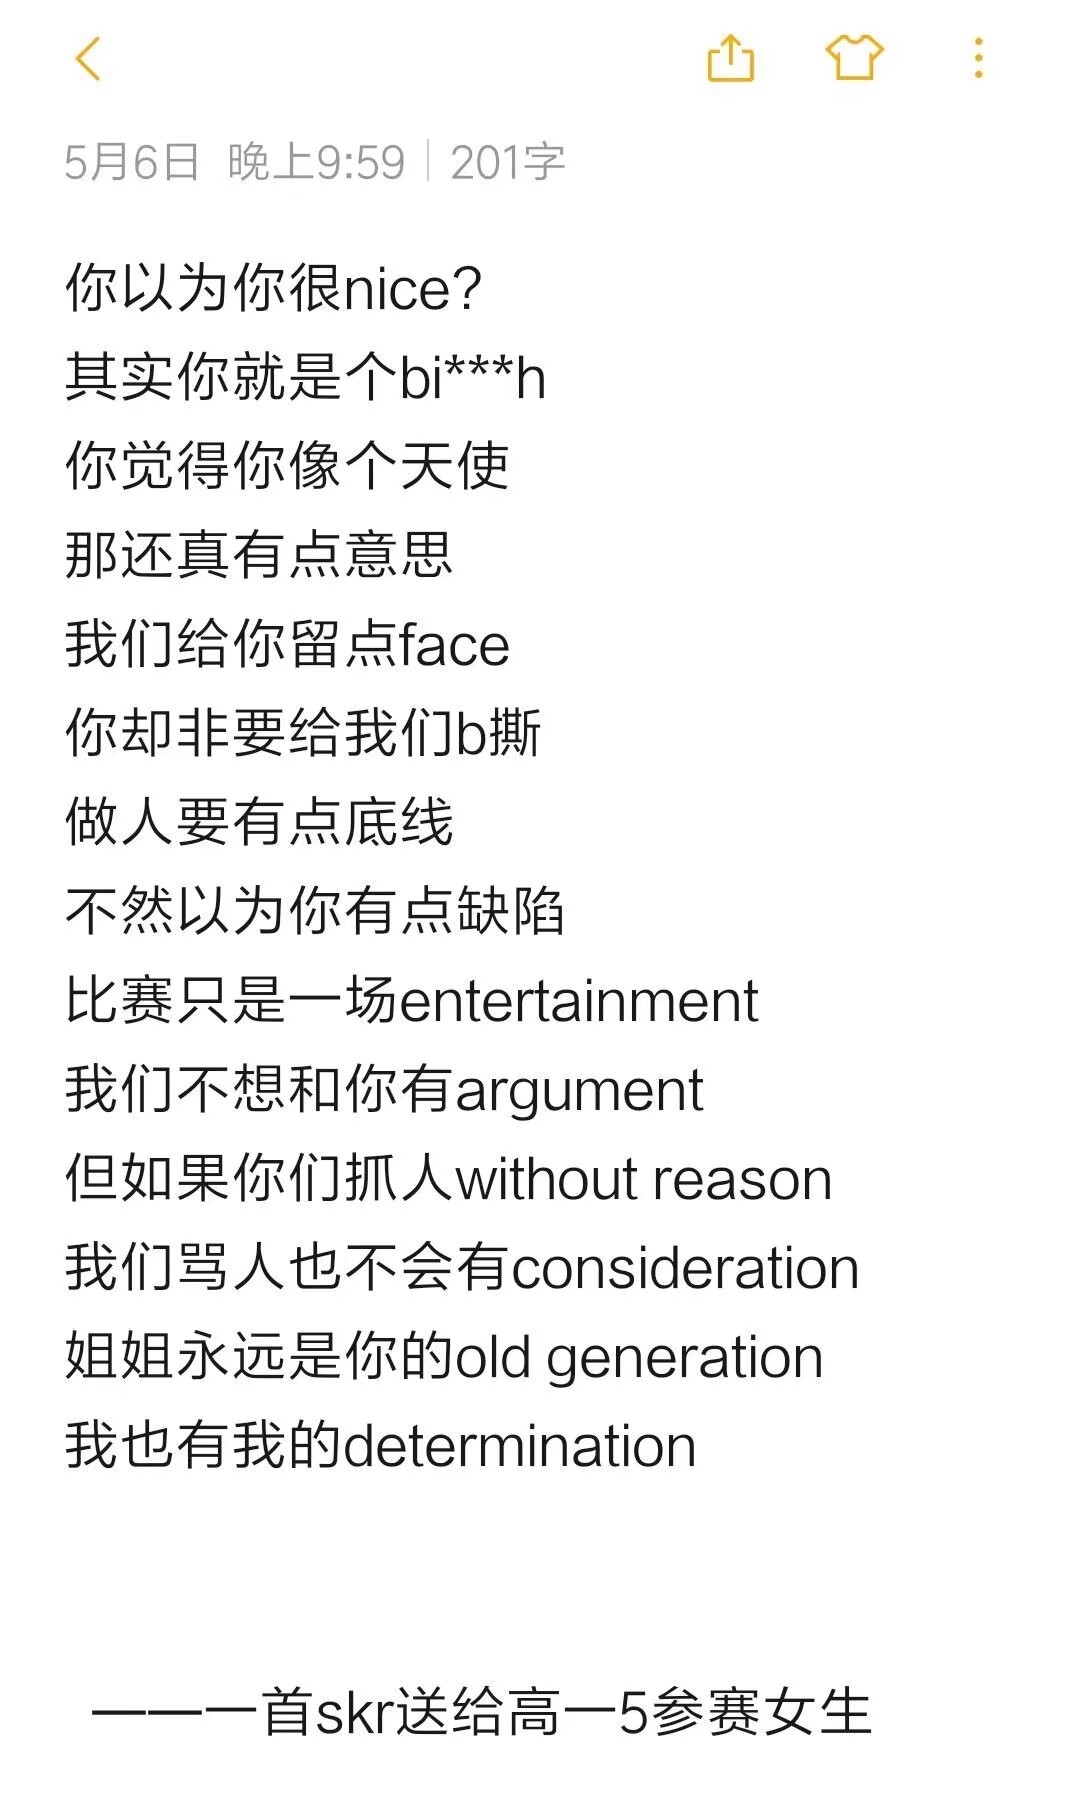 5月6日 晚上9:59 | 201字
你以为你很nice?
其实你就是个bi***h
你觉得你像个天使
那还真有点意思
我们给你留点face
你却非要给我们b撕
做人要有点底线
不然以为你有点缺陷
比赛只是一场entertainment
我们不想和你有argument
但如果你们抓人without reason
我们骂人也不会有consideration
姐姐永远是你的old generation
我也有我的determination
——一首skr送给高一5参赛女生